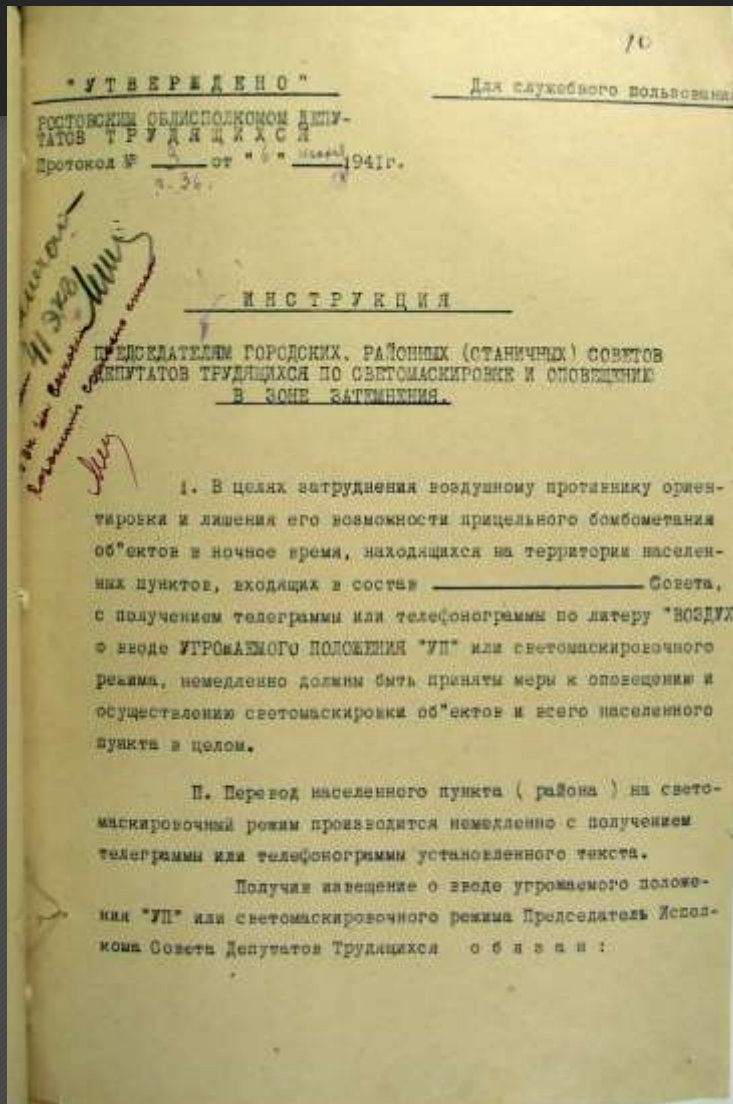 10
"УТВЕРЖДЕНО"
Для служебного пользования
РОСТОВСКИМ ОБЛИСПОЛКОМОМ ДЕПУ-
ТАТОВ ТРУДЯЩИХСЯ
Протокол № 3 от "6" 1941г.
п. 36.
ИНСТРУКЦИЯ
ПРЕДСЕДАТЕЛЯМ ГОРОДСКИХ, РАЙОННЫХ (СТАНИЧНЫХ) СОВЕТОВ
ДЕПУТАТОВ ТРУДЯЩИХСЯ ПО СВЕТОМАСКИРОВКЕ И ОПОВЕЩЕНИЮ
В ЗОНЕ ЗАТЕМНЕНИЯ.
1. В целях затруднения воздушному противнику ориен-
тировки и лишения его возможности прицельного бомбометания
об"ектов в ночное время, находящихся на территории населен-
ных пунктов, входящих в состав Совета,
с получением телеграммы или телефонограммы по литеру "ВОЗДУХ
о вводе УГРОЖАЕМОГО ПОЛОЖЕНИЯ "УП" или светомаскировочного
режима, немедленно должны быть приняты меры к оповещению и
осуществлению светомаскировки об"ектов и всего населенного
пункта в целом.
П. Перевод населенного пункта ( района ) на свето-
маскировочный режим производится немедленно с получением
телеграммы или телефонограммы установленного текста.
Получив извещение о вводе угрожаемого положе-
ния "УП" или светомаскировочного режима Председатель Испол-
кома Совета Депутатов Трудящихся о б я з а н :